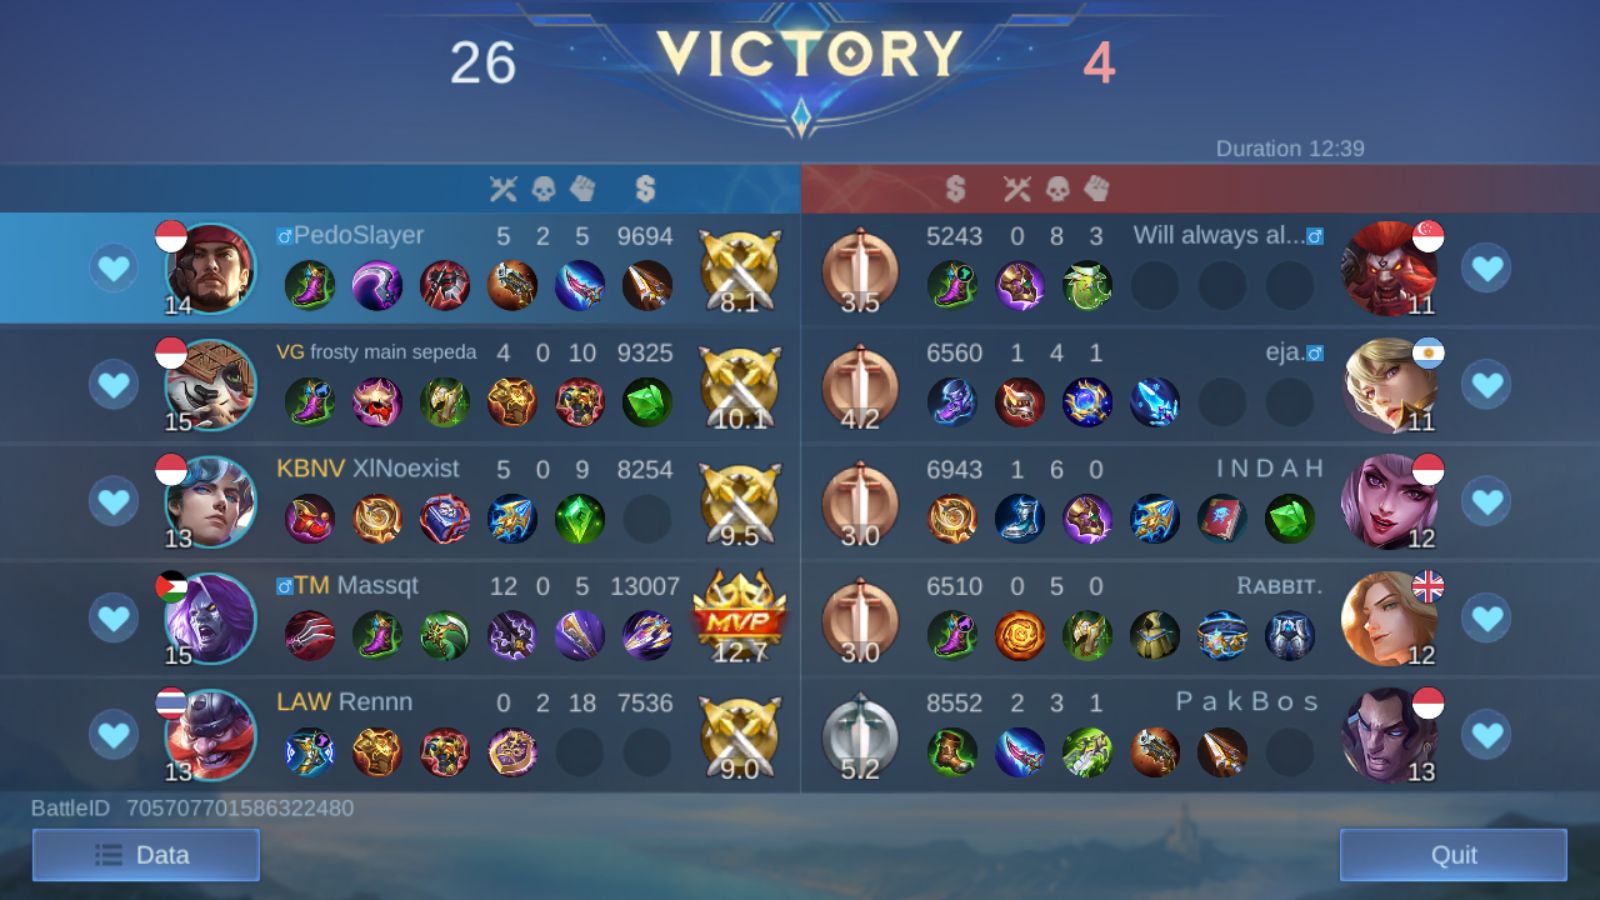 26 VICTORY 4
Duration 12:39
PedoSlayer 5 2 5 9694
14 8.1
3.5 5243 0 8 3 Will always al...
11
VG frosty main sepeda 4 0 10 9325
15 10.1
4.2 6560 1 4 1 eja.
11
KBNV XlNoexist 5 0 9 8254
13 9.5
3.0 6943 1 6 0 I N D A H
12
TM Massqt 12 0 5 13007
MVP
15 12.7
3.0 6510 0 5 0 RABBIT.
12
LAW Rennn 0 2 18 7536
13 9.0
5.2 8552 2 3 1 P a k B o s
13
BattleID 705707701586322480
Data
Quit